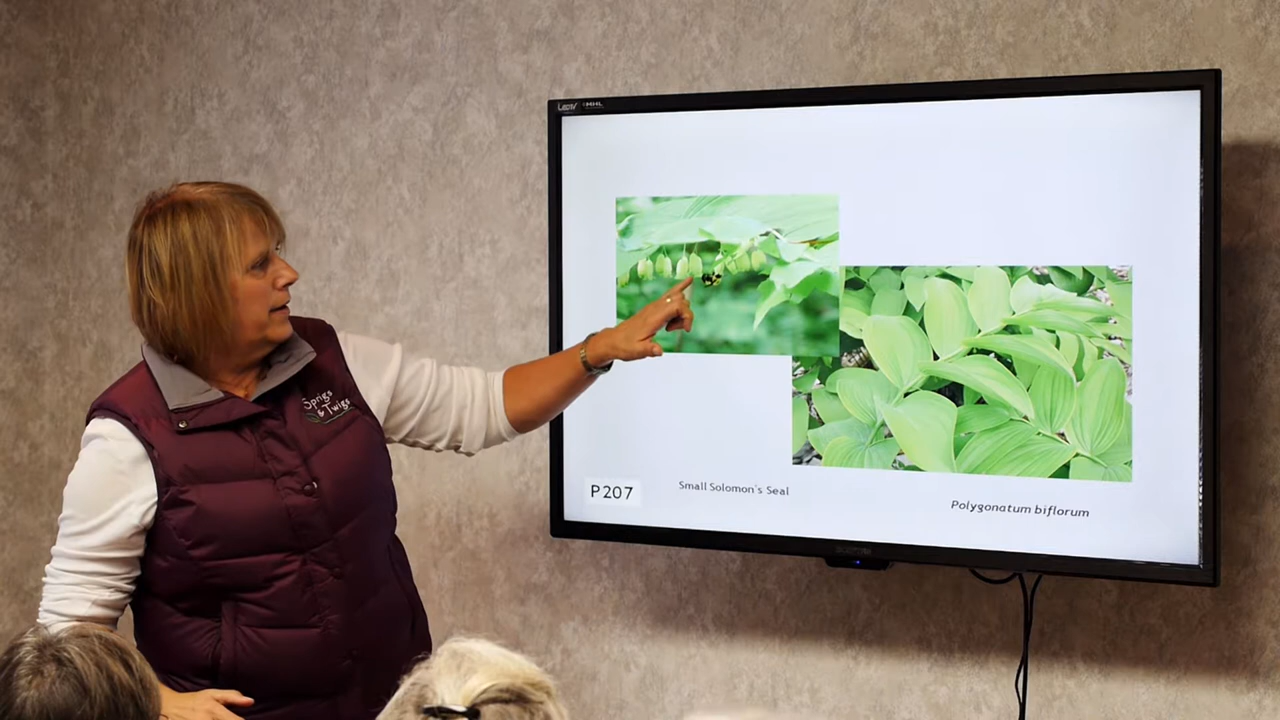 Sprigs
& Twigs
P207
Small Solomon's Seal
Polygonatum biflorum